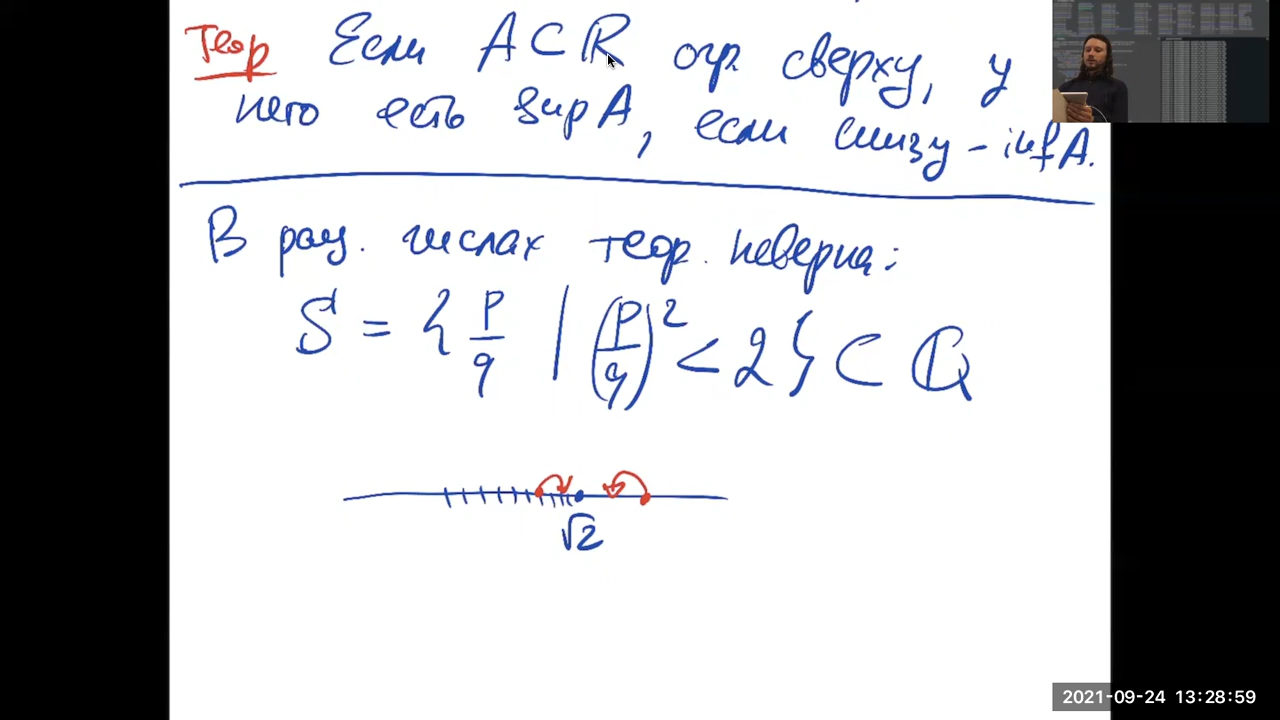 Теор Если A ⊂ ℝ огр. сверху, у
него есть sup A, если снизу - inf A.
В рац. числах теор. неверна:
S = { p/q | (p/q)² < 2 } ⊂ ℚ
√2
2021-09-24 13:28:59